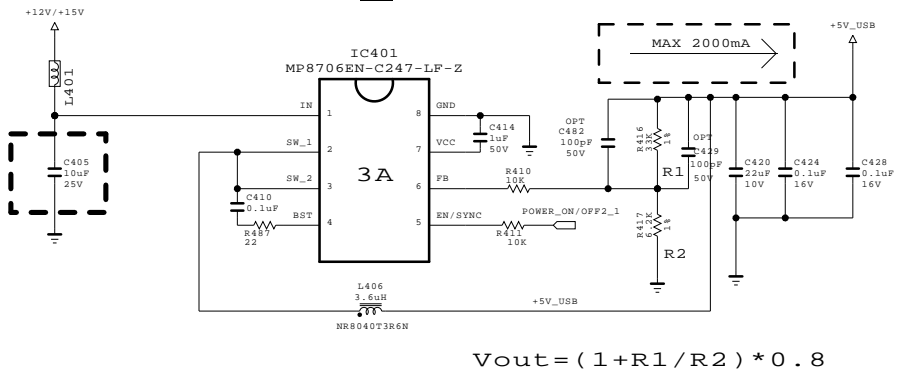 +12V/+15V
L401
C405
10uF
25V
IC401
MP8706EN-C247-LF-Z
IN
1
SW_1
2
SW_2
3
BST
4
3A
8
GND
7
VCC
6
FB
5
EN/SYNC
C410
0.1uF
R487
22
C414
1uF
50V
R410
10K
R411
10K
POWER_ON/OFF2_1
OPT
C482
100pF
50V
R416
33K
1%
R1
OPT
C429
100pF
50V
R417
6.2K
1%
R2
MAX 2000mA
+5V_USB
C420
22uF
10V
C424
0.1uF
16V
C428
0.1uF
16V
L406
3.6uH
NR8040T3R6N
+5V_USB
Vout=(1+R1/R2)*0.8